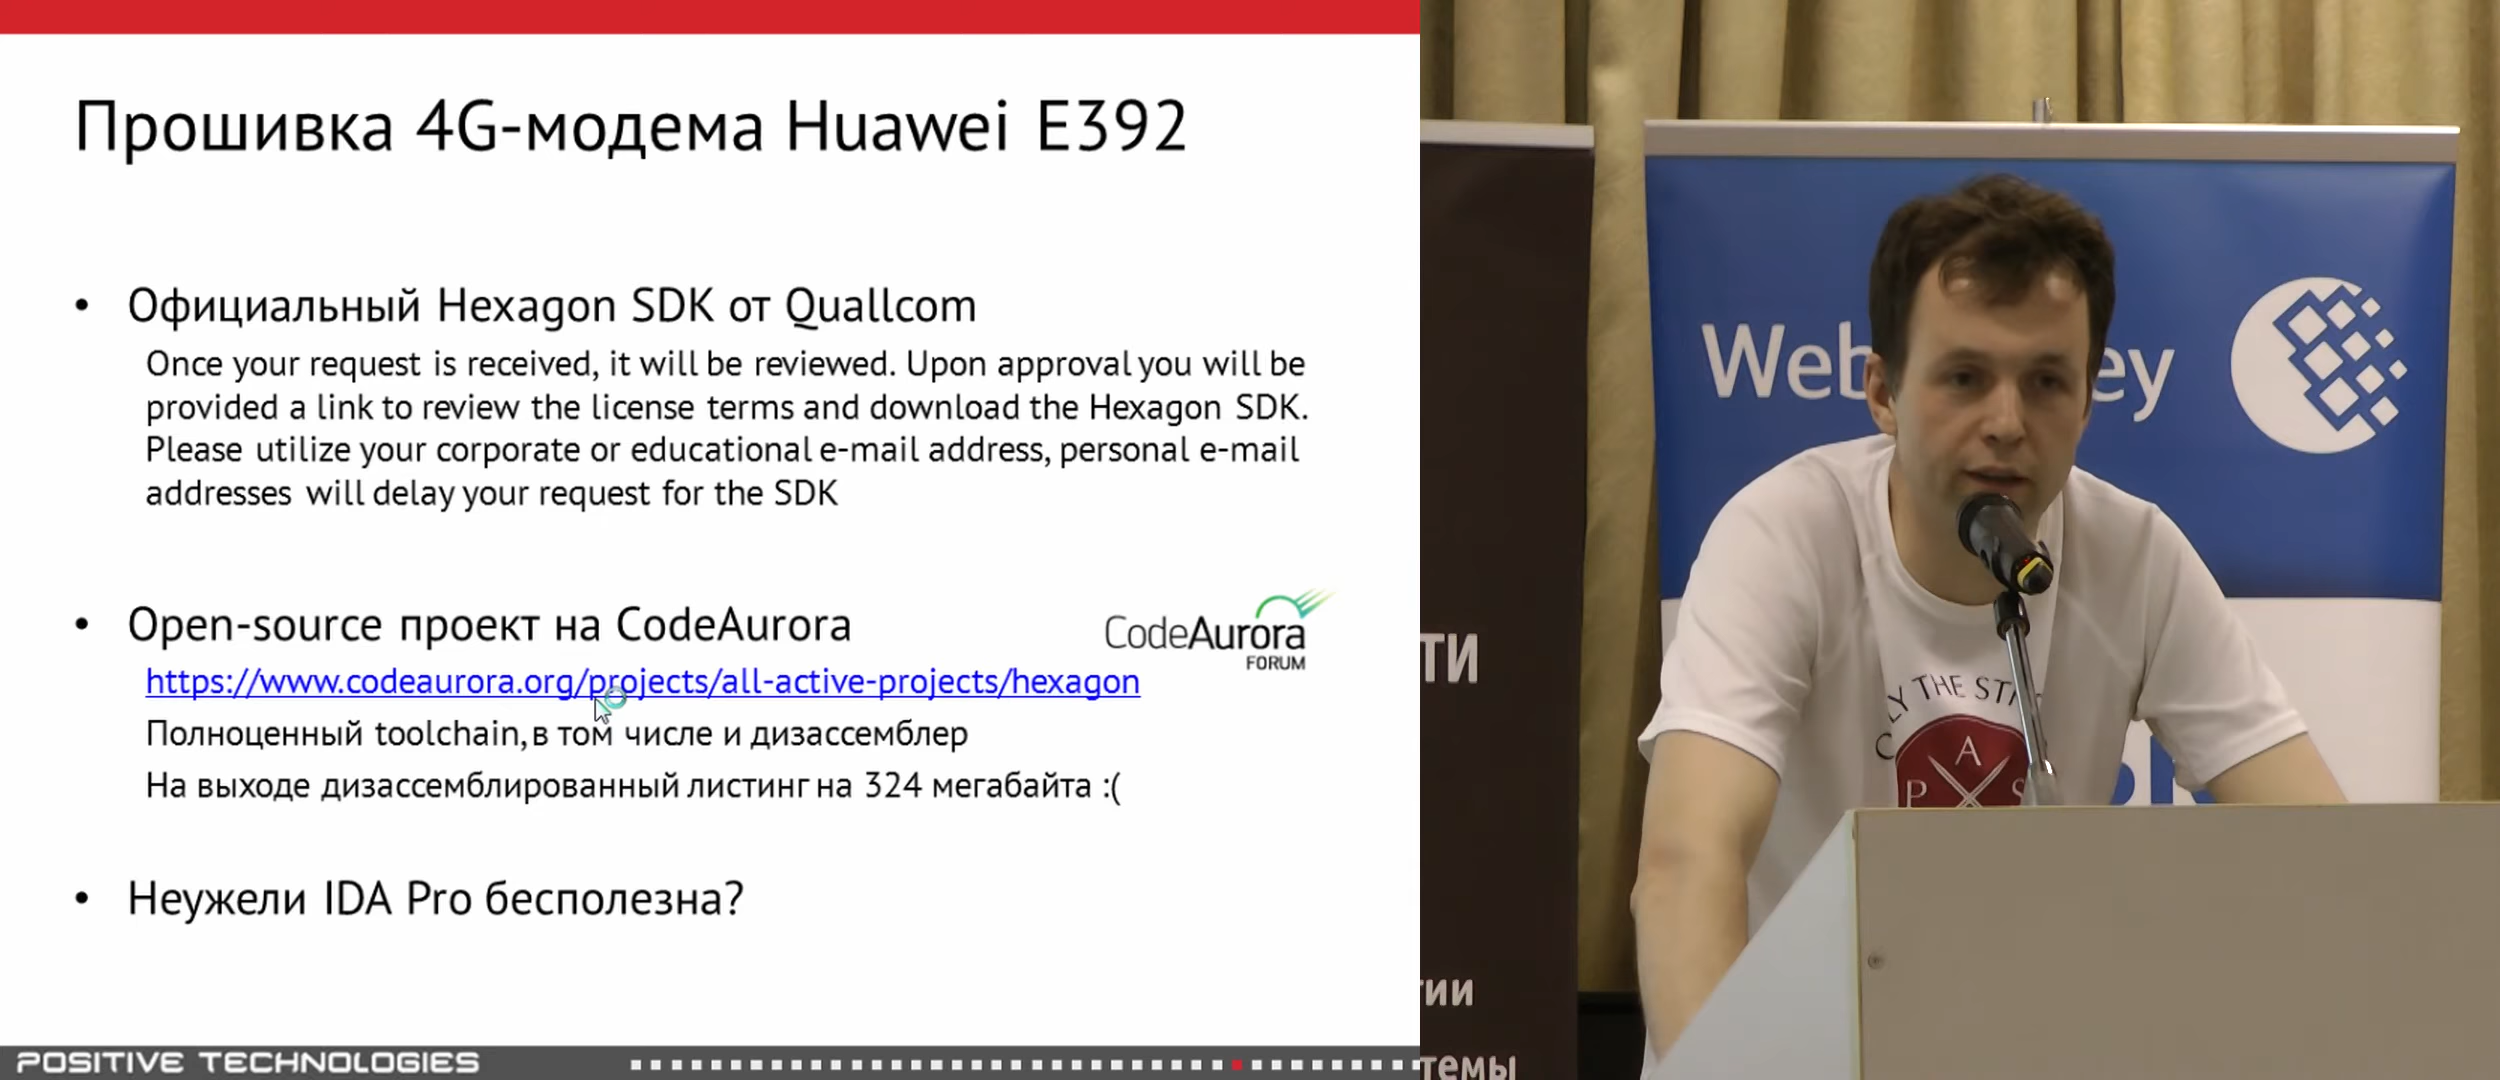 Прошивка 4G-модема Huawei E392
• Официальный Hexagon SDK от Quallcom
Once your request is received, it will be reviewed. Upon approval you will be
provided a link to review the license terms and download the Hexagon SDK.
Please utilize your corporate or educational e-mail address, personal e-mail
addresses will delay your request for the SDK
• Open-source проект на CodeAurora
CodeAurora
FORUM
https://www.codeaurora.org/projects/all-active-projects/hexagon
Полноценный toolchain, в том числе и дизассемблер
На выходе дизассемблированный листинг на 324 мегабайта :(
• Неужели IDA Pro бесполезна?
POSITIVE TECHNOLOGIES
Web ey
ТИ
THE
A
P S
гии
темы